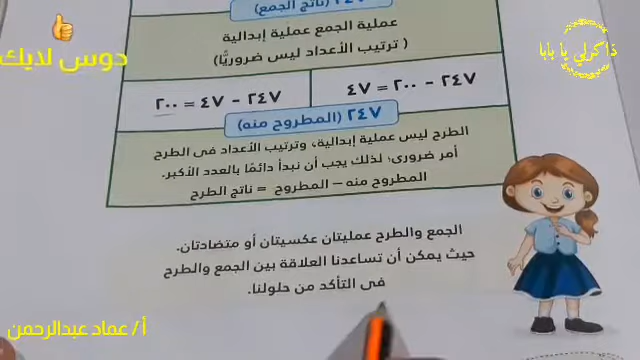 ٢٤٧ (ناتج الجمع)
عملية الجمع عملية إبدالية
( ترتيب الأعداد ليس ضروريًّا)
٢٤٧ - ٢٠٠ = ٤٧
٢٤٧ - ٤٧ = ٢٠٠
٢٤٧ (المطروح منه)
الطرح ليس عملية إبدالية، وترتيب الأعداد فى الطرح
أمر ضرورى؛ لذلك يجب أن نبدأ دائمًا بالعدد الأكبر.
المطروح منه – المطروح = ناتج الطرح
الجمع والطرح عمليتان عكسيتان أو متضادتان.
حيث يمكن أن تساعدنا العلاقة بين الجمع والطرح
فى التأكد من حلولنا.
دوس لايك
ذاكرلي يا بابا
أ/ عماد عبدالرحمن